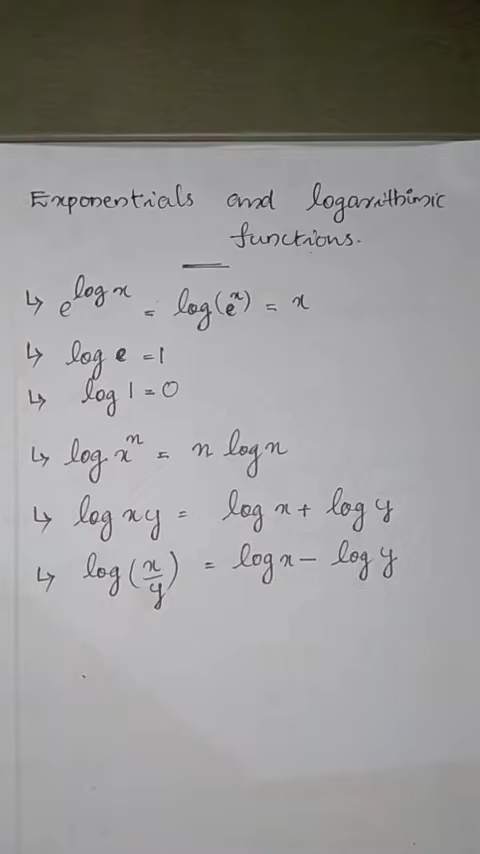 Exponentials and logarithimic
functions.
↳ e^{log x} = log(e^x) = x
↳ log e = 1
↳ log 1 = 0
↳ log x^n = n log x
↳ log xy = log x + log y
↳ log(x/y) = log x - log y